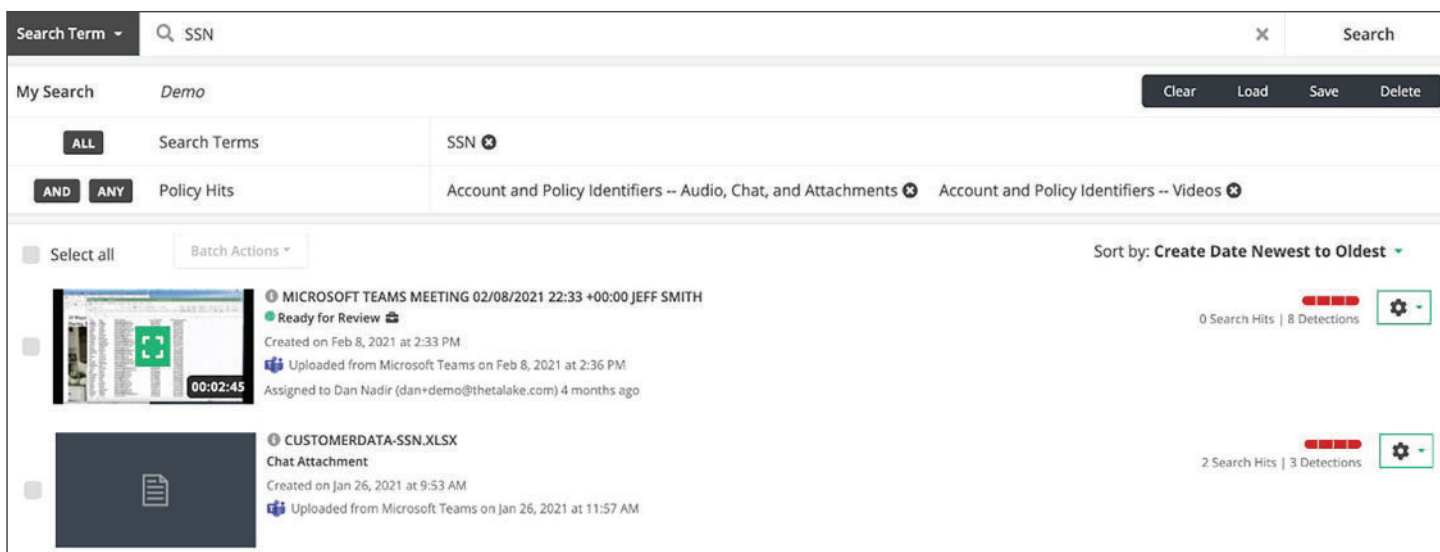 Search Term SSN Search
My Search Demo Clear Load Save Delete
ALL Search Terms SSN
AND ANY Policy Hits Account and Policy Identifiers -- Audio, Chat, and Attachments Account and Policy Identifiers -- Videos
Select all Batch Actions Sort by: Create Date Newest to Oldest
MICROSOFT TEAMS MEETING 02/08/2021 22:33 +00:00 JEFF SMITH
Ready for Review
0 Search Hits | 8 Detections
Created on Feb 8, 2021 at 2:33 PM
Uploaded from Microsoft Teams on Feb 8, 2021 at 2:36 PM
00:02:45
Assigned to Dan Nadir (dan+demo@thetalake.com) 4 months ago
CUSTOMERDATA-SSN.XLSX
Chat Attachment
2 Search Hits | 3 Detections
Created on Jan 26, 2021 at 9:53 AM
Uploaded from Microsoft Teams on Jan 26, 2021 at 11:57 AM